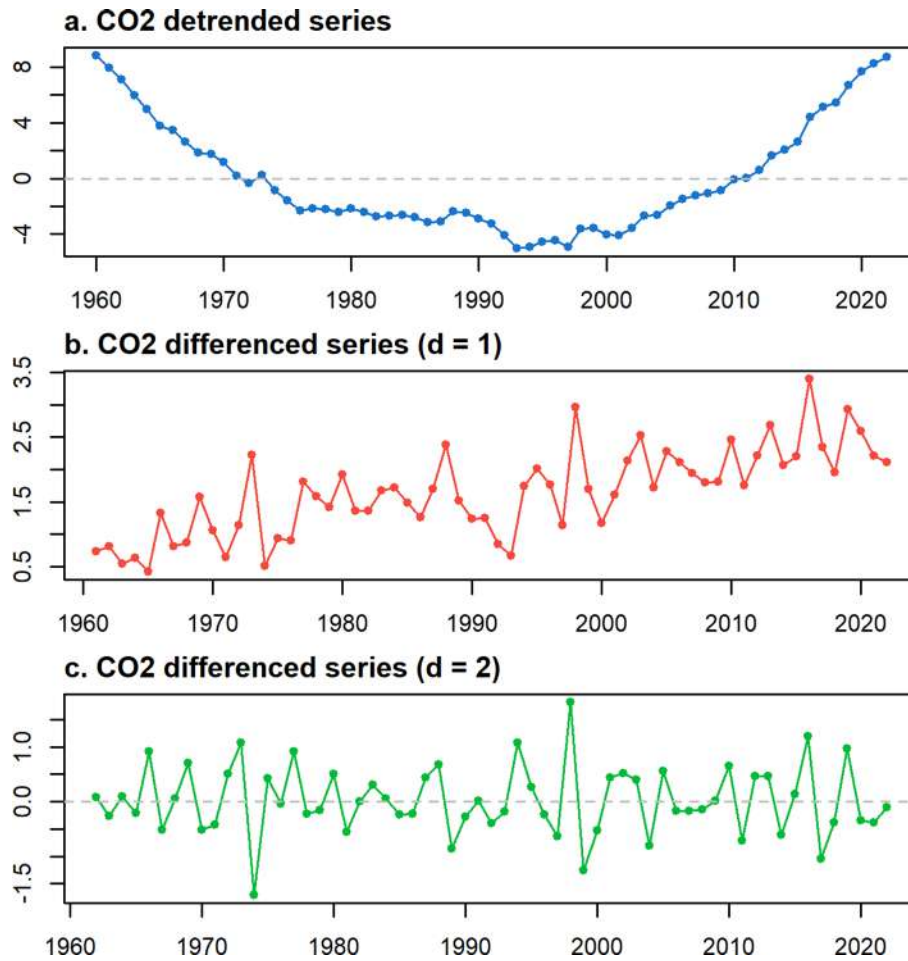 a. CO2 detrended series
8
4
0
-4
1960 1970 1980 1990 2000 2010 2020
b. CO2 differenced series (d = 1)
3.5
2.5
1.5
0.5
1960 1970 1980 1990 2000 2010 2020
c. CO2 differenced series (d = 2)
1.0
0.0
-1.5
1960 1970 1980 1990 2000 2010 2020